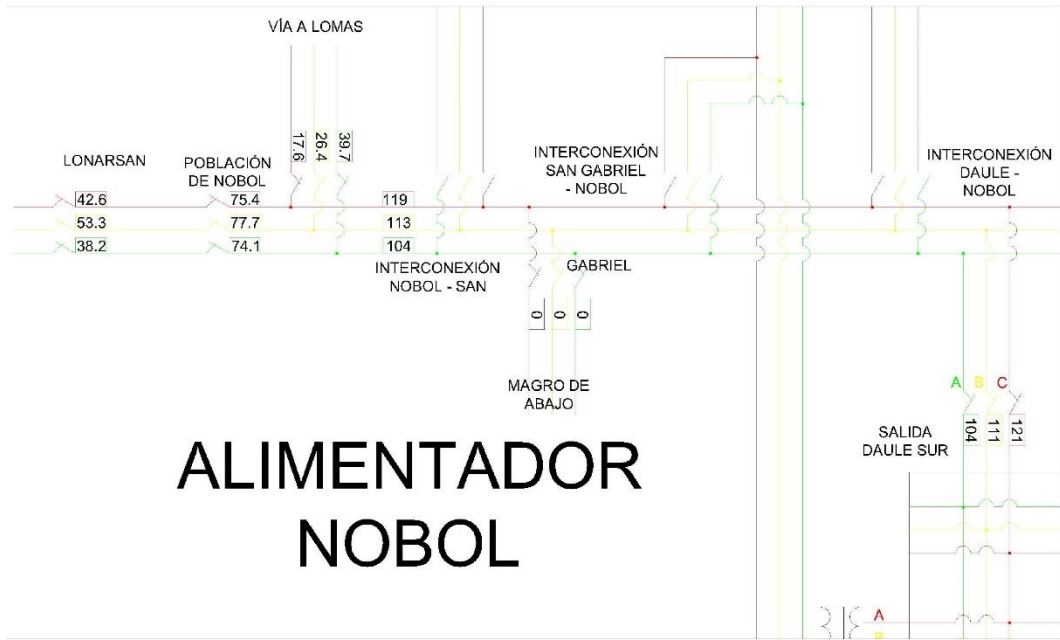 VÍA A LOMAS
17.6
26.4
39.7
LONARSAN
POBLACIÓN
DE NOBOL
INTERCONEXIÓN
SAN GABRIEL
- NOBOL
INTERCONEXIÓN
DAULE -
NOBOL
42.6
75.4
119
53.3
77.7
113
38.2
74.1
104
INTERCONEXIÓN
NOBOL - SAN
GABRIEL
0
0
0
MAGRO DE
ABAJO
A B C
104
111
121
SALIDA
DAULE SUR
ALIMENTADOR
NOBOL
A
B